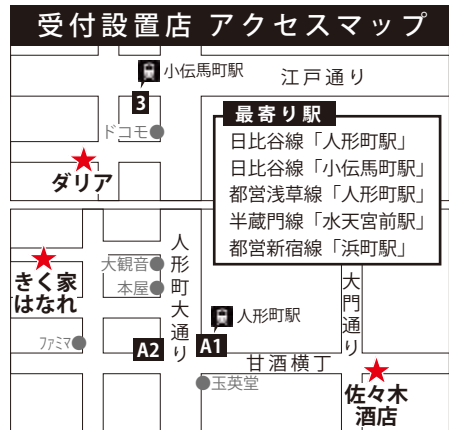 受付設置店 アクセスマップ
小伝馬町駅
江戸通り
3
ドコモ
最寄り駅
日比谷線「人形町駅」
日比谷線「小伝馬町駅」
都営浅草線「人形町駅」
半蔵門線「水天宮前駅」
都営新宿線「浜町駅」
ダリア
人形町大通り
大観音
本屋
きく家
はなれ
大門通り
人形町駅
ファミマ
A2
A1
甘酒横丁
玉英堂
佐々木
酒店